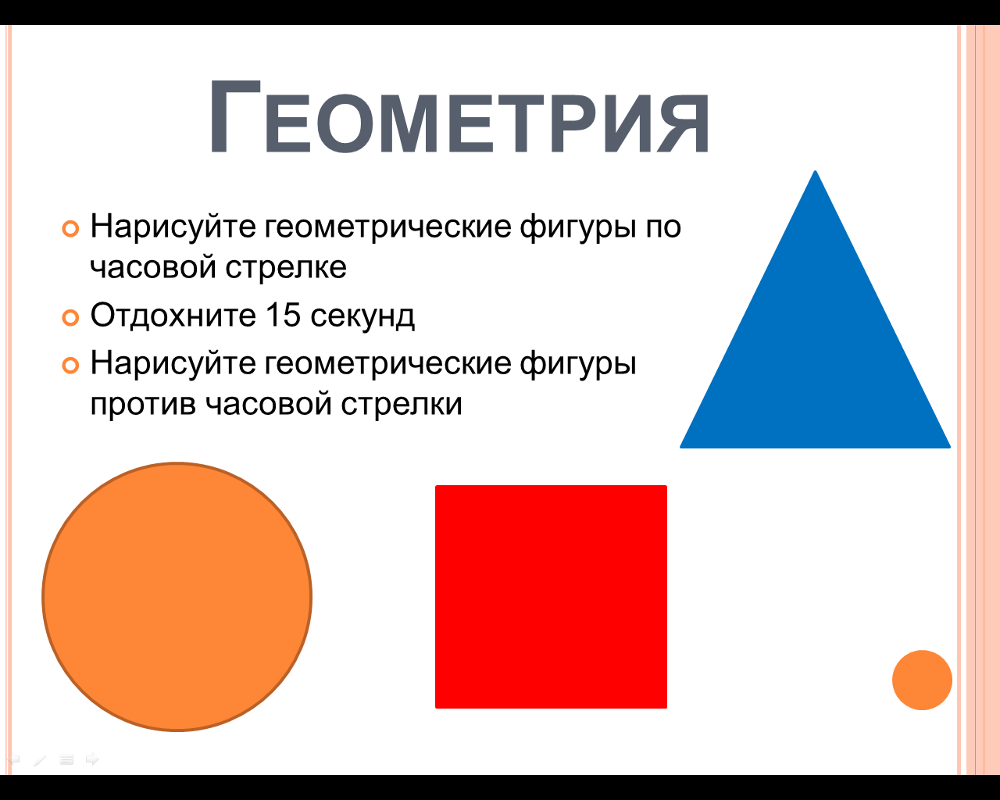 Геометрия
Нарисуйте геометрические фигуры по
часовой стрелке
Отдохните 15 секунд
Нарисуйте геометрические фигуры
против часовой стрелки